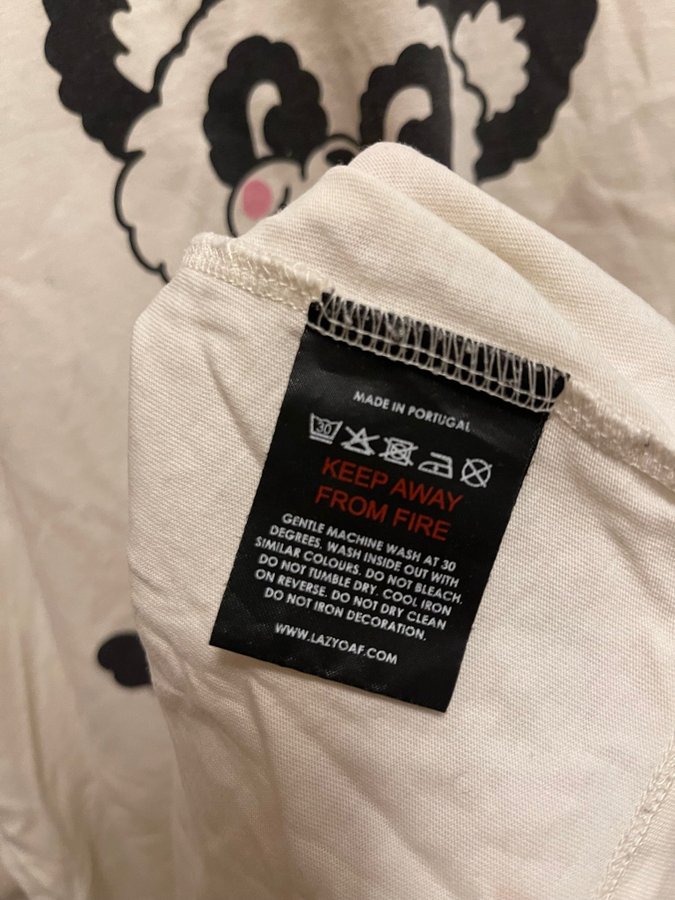 MADE IN PORTUGAL
30
KEEP AWAY
FROM FIRE
GENTLE MACHINE WASH AT 30
DEGREES. WASH INSIDE OUT WITH
SIMILAR COLOURS. DO NOT BLEACH.
DO NOT TUMBLE DRY. COOL IRON
ON REVERSE. DO NOT DRY CLEAN
DO NOT IRON DECORATION.
WWW.LAZYOAF.COM